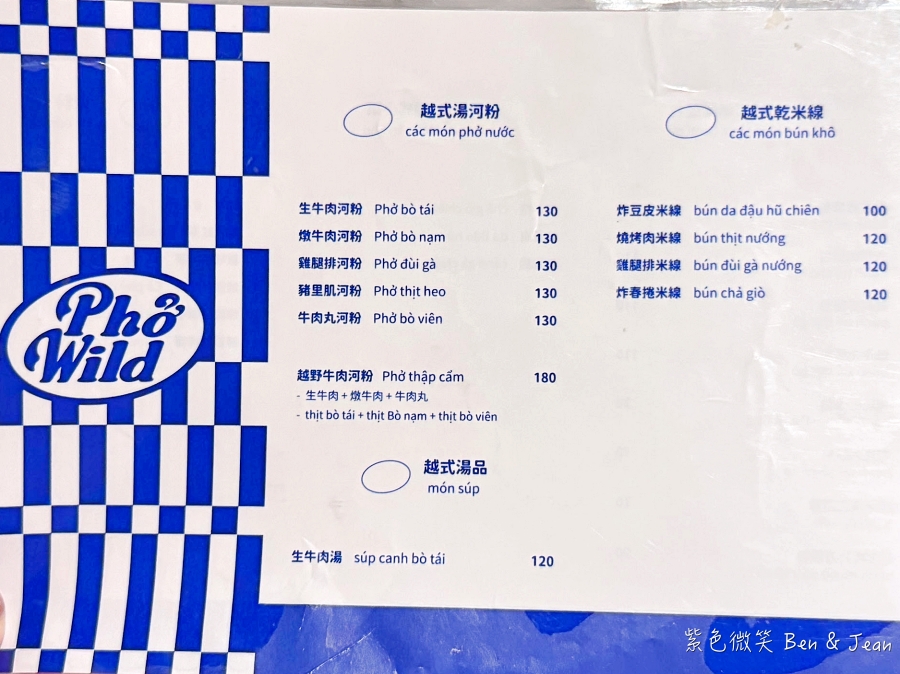 Phở
Wild
越式湯河粉
các món phở nước
生牛肉河粉 Phở bò tái 130
燉牛肉河粉 Phở bò nạm 130
雞腿排河粉 Phở đùi gà 130
豬里肌河粉 Phở thịt heo 130
牛肉丸河粉 Phở bò viên 130
越野牛肉河粉 Phở thập cẩm 180
- 生牛肉 + 燉牛肉 + 牛肉丸
- thịt bò tái + thịt Bò nạm + thịt bò viên
越式湯品
món súp
生牛肉湯 súp canh bò tái 120
越式乾米線
các món bún khô
炸豆皮米線 bún da đậu hũ chiên 100
燒烤肉米線 bún thịt nướng 120
雞腿排米線 bún đùi gà nướng 120
炸春捲米線 bún chả giò 120
紫色微笑 Ben & Jean